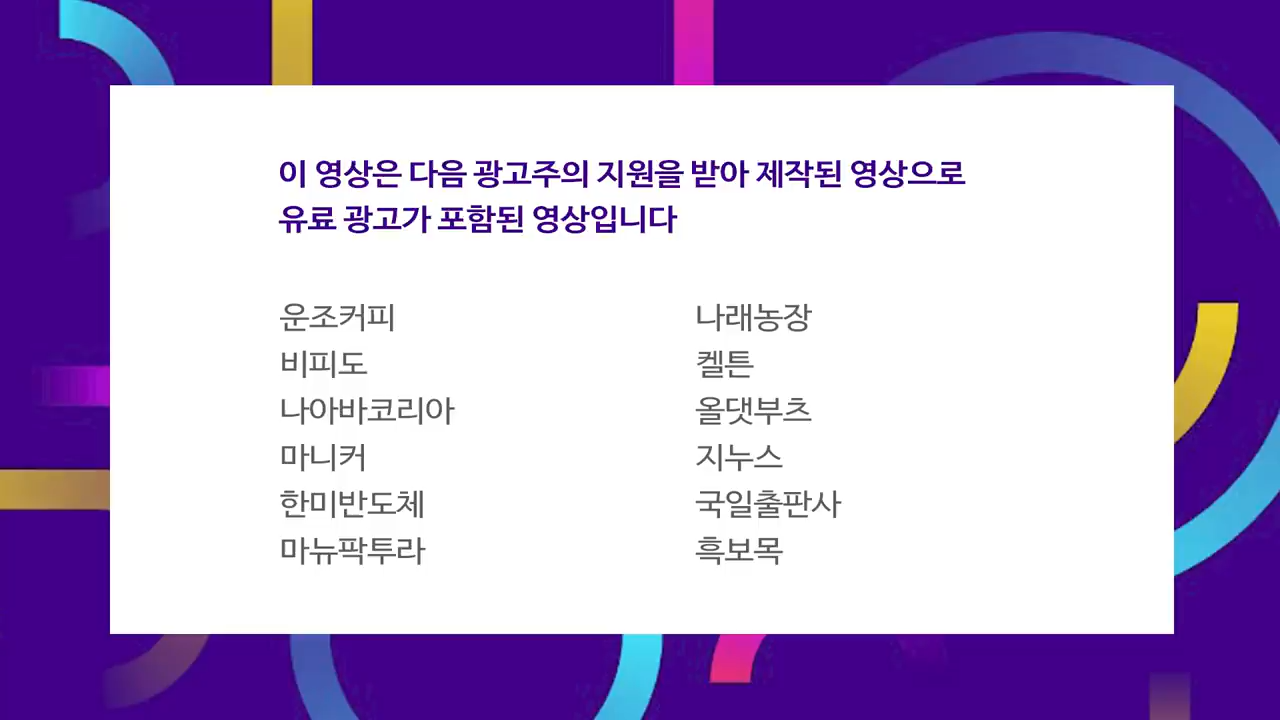 이 영상은 다음 광고주의 지원을 받아 제작된 영상으로
유료 광고가 포함된 영상입니다
운조커피
비피도
나아바코리아
마니커
한미반도체
마뉴팍투라
나래농장
켈튼
올댓부츠
지누스
국일출판사
흑보목